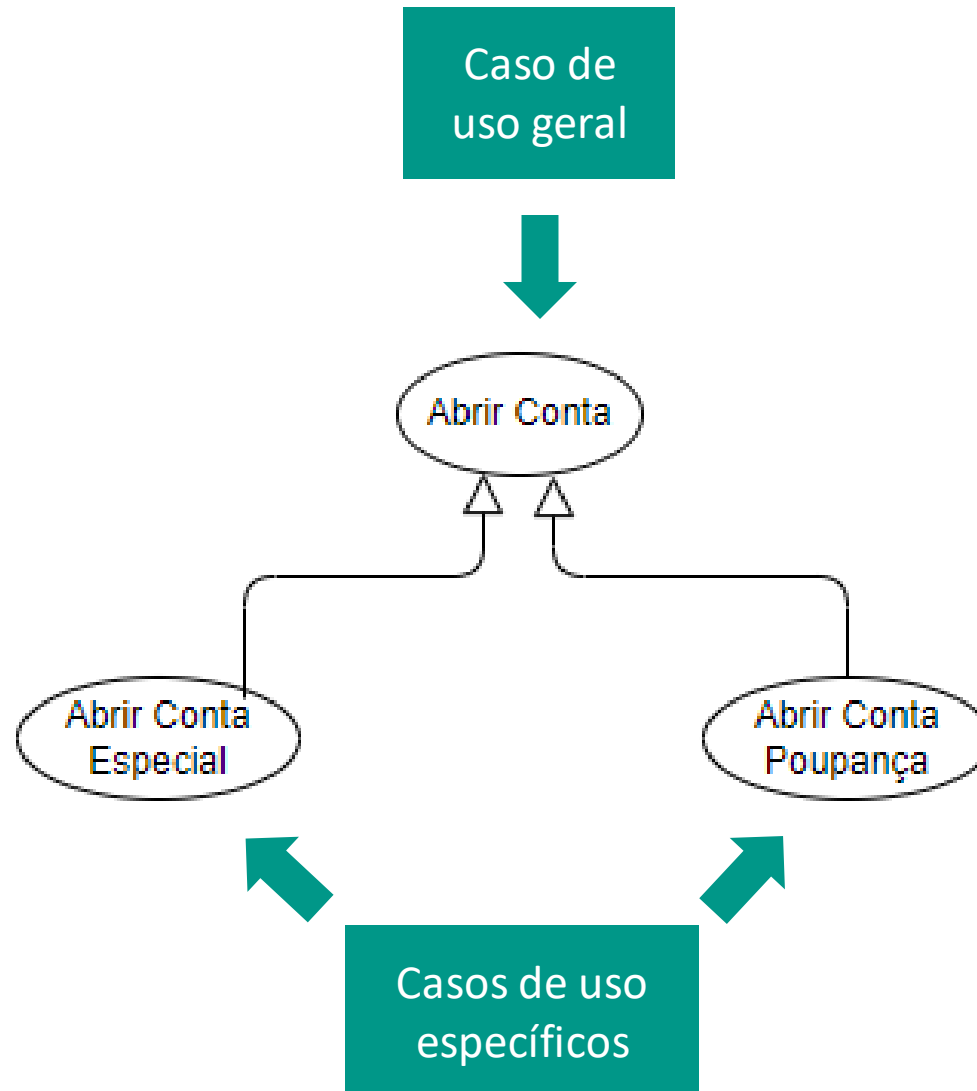 Caso de
uso geral
Abrir Conta
Abrir Conta
Especial
Abrir Conta
Poupança
Casos de uso
específicos